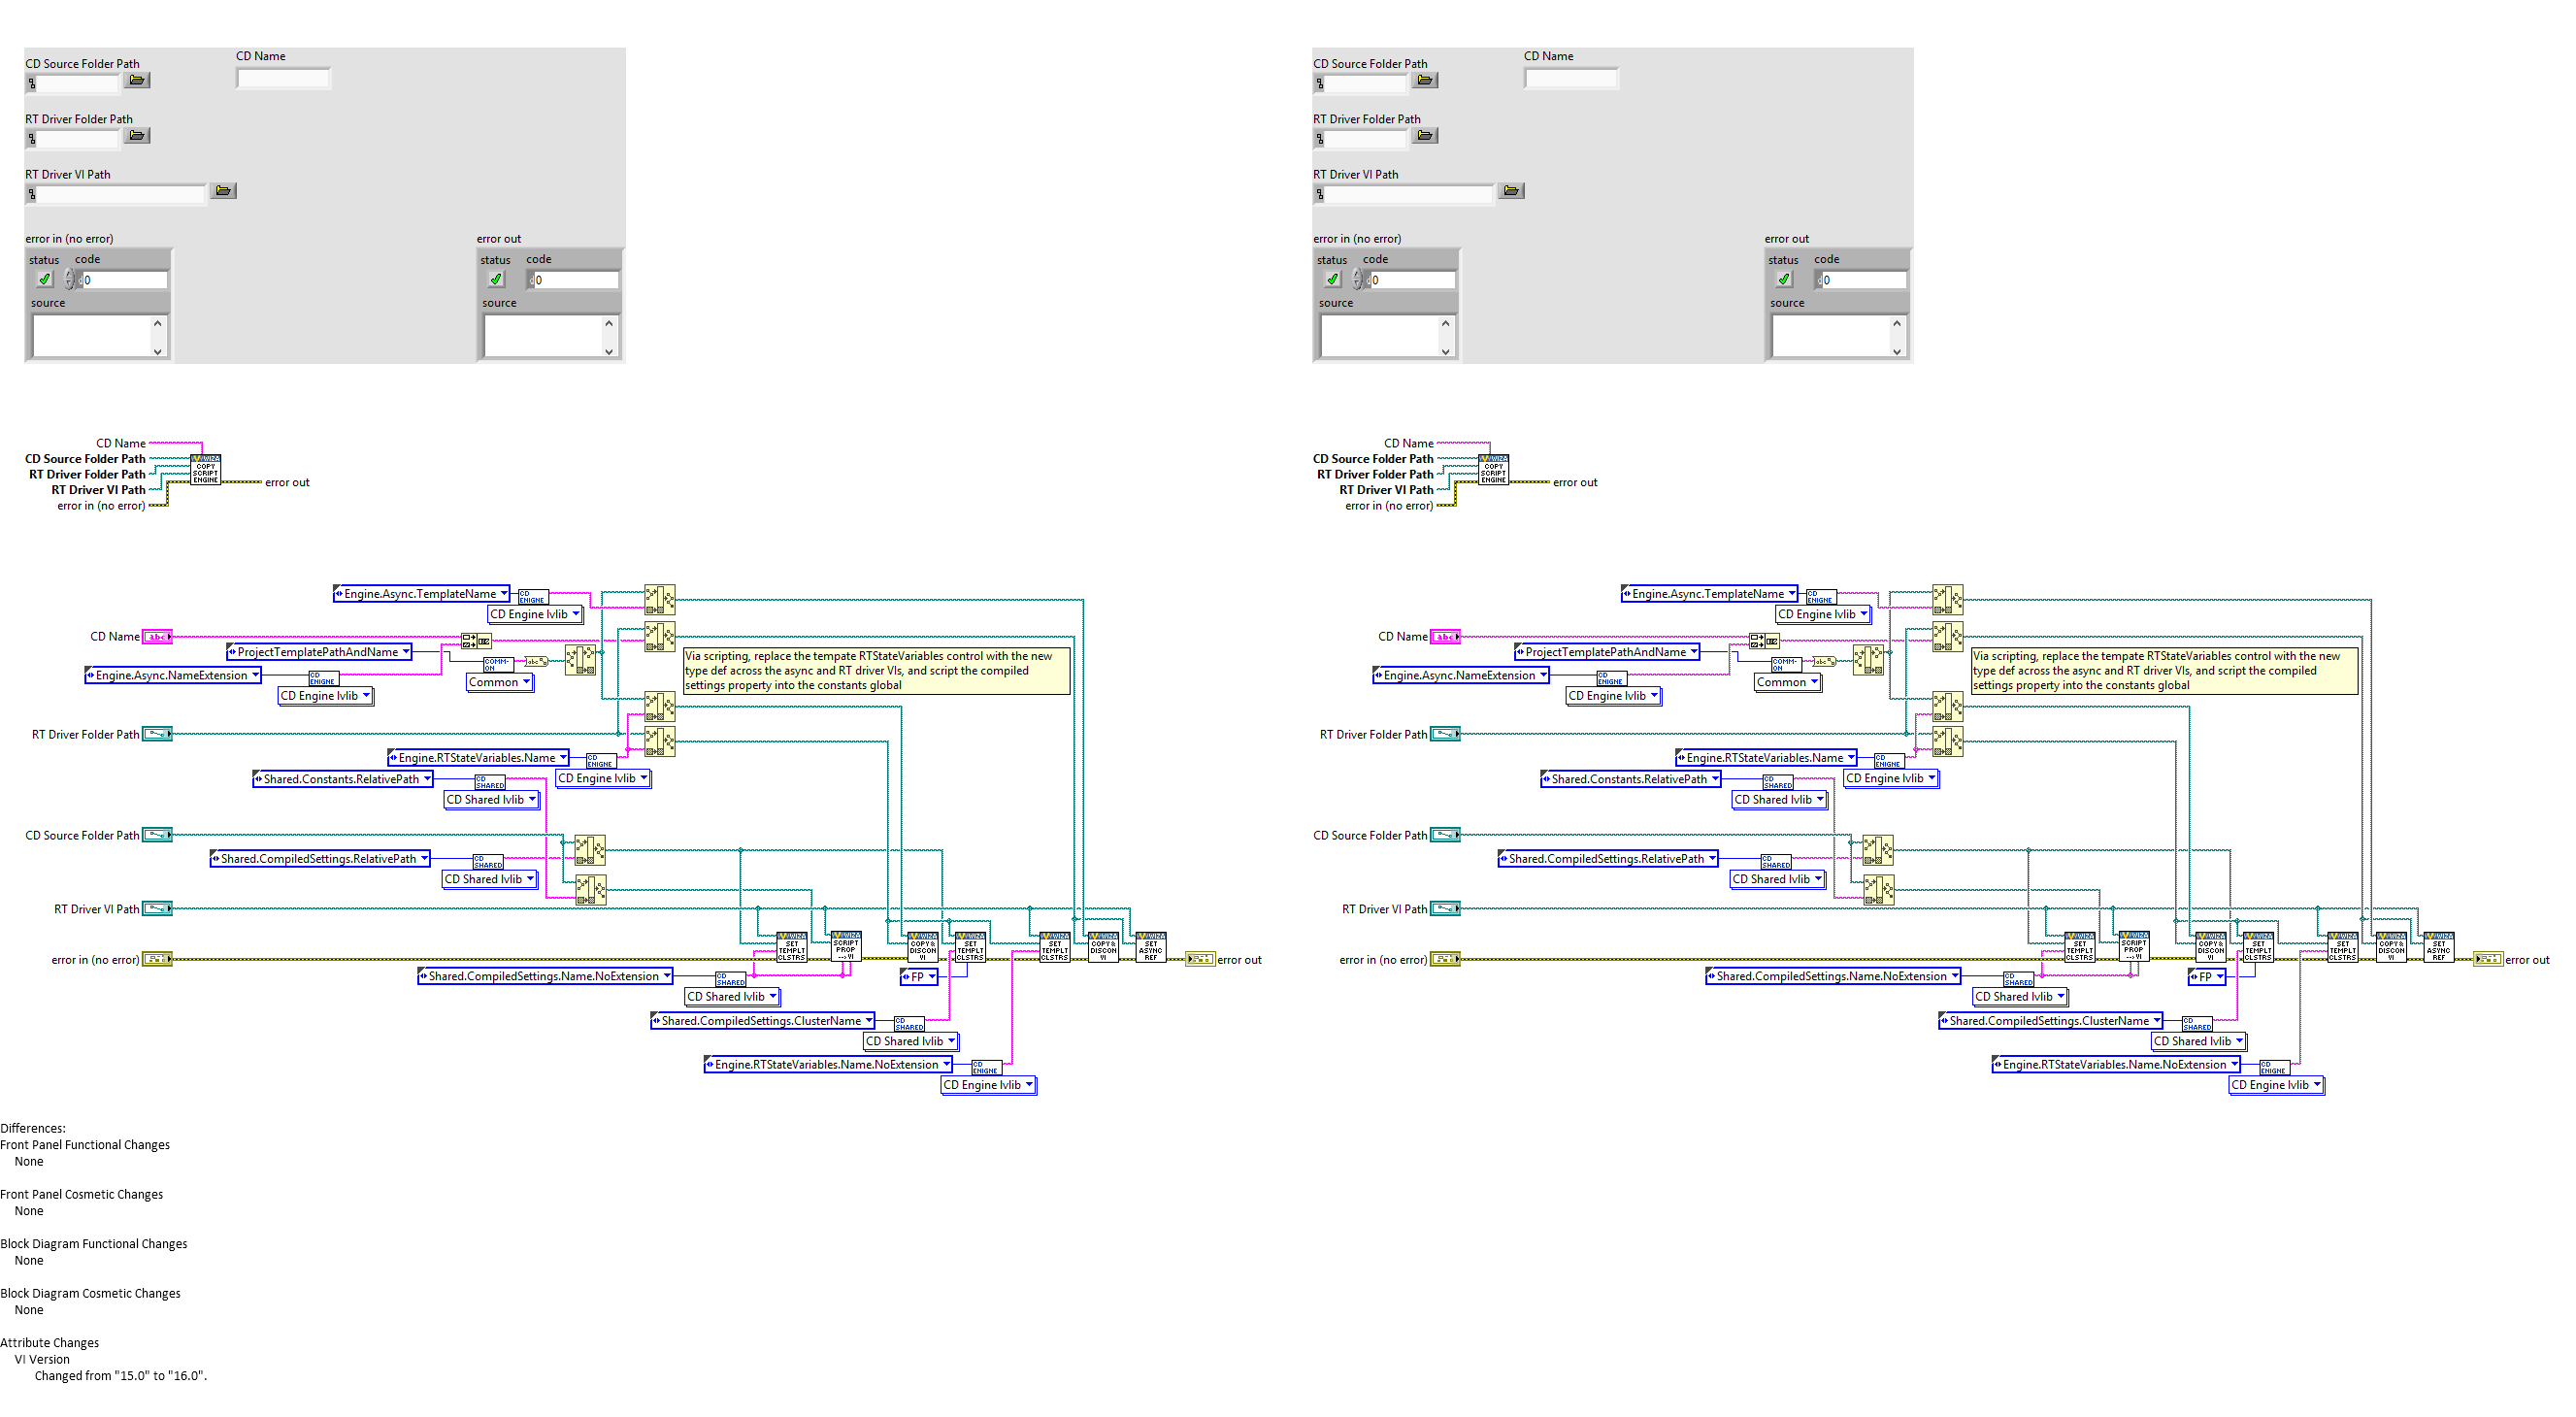 CD Source Folder Path
CD Name
RT Driver Folder Path
RT Driver VI Path
error in (no error)
status code
0
source
error out
status code
0
source
CD Source Folder Path
CD Name
RT Driver Folder Path
RT Driver VI Path
error in (no error)
status code
0
source
error out
status code
0
source
CD Name
CD Source Folder Path
RT Driver Folder Path
RT Driver VI Path
error in (no error)
COPY
SCRIPT
ENGINE
error out
CD Name
CD Source Folder Path
RT Driver Folder Path
RT Driver VI Path
error in (no error)
COPY
SCRIPT
ENGINE
error out
Engine.Async.TemplateName
CD
ENIGNE
CD Engine lvlib
CD Name
abc
ProjectTemplatePathAndName
COMM-
ON
Common
Engine.Async.NameExtension
CD
ENIGNE
CD Engine lvlib
Via scripting, replace the tempate RTStateVariables control with the new
type def across the async and RT driver VIs, and script the compiled
settings property into the constants global
RT Driver Folder Path
Engine.RTStateVariables.Name
CD
ENIGNE
CD Engine lvlib
Shared.Constants.RelativePath
CD
SHARED
CD Shared lvlib
CD Source Folder Path
Shared.CompiledSettings.RelativePath
CD
SHARED
CD Shared lvlib
RT Driver VI Path
error in (no error)
SET
TEMPLT
CLSTRS
SCRIPT
PROP
-->VI
COPY&
DISCON
VI
SET
TEMPLT
CLSTRS
SET
TEMPLT
CLSTRS
COPY&
DISCON
VI
SET
ASYNC
REF
error out
Shared.CompiledSettings.Name.NoExtension
CD
SHARED
CD Shared lvlib
FP
Shared.CompiledSettings.ClusterName
CD
SHARED
CD Shared lvlib
Engine.RTStateVariables.Name.NoExtension
CD
ENIGNE
CD Engine lvlib
Engine.Async.TemplateName
CD
ENIGNE
CD Engine lvlib
CD Name
abc
ProjectTemplatePathAndName
COMM-
ON
Common
Engine.Async.NameExtension
CD
ENIGNE
CD Engine lvlib
Via scripting, replace the tempate RTStateVariables control with the new
type def across the async and RT driver VIs, and script the compiled
settings property into the constants global
RT Driver Folder Path
Engine.RTStateVariables.Name
CD
ENIGNE
CD Engine lvlib
Shared.Constants.RelativePath
CD
SHARED
CD Shared lvlib
CD Source Folder Path
Shared.CompiledSettings.RelativePath
CD
SHARED
CD Shared lvlib
RT Driver VI Path
error in (no error)
SET
TEMPLT
CLSTRS
SCRIPT
PROP
-->VI
COPY&
DISCON
VI
SET
TEMPLT
CLSTRS
SET
TEMPLT
CLSTRS
COPY&
DISCON
VI
SET
ASYNC
REF
error out
Shared.CompiledSettings.Name.NoExtension
CD
SHARED
CD Shared lvlib
FP
Shared.CompiledSettings.ClusterName
CD
SHARED
CD Shared lvlib
Engine.RTStateVariables.Name.NoExtension
CD
ENIGNE
CD Engine lvlib
Differences:
Front Panel Functional Changes
None
Front Panel Cosmetic Changes
None
Block Diagram Functional Changes
None
Block Diagram Cosmetic Changes
None
Attribute Changes
VI Version
Changed from "15.0" to "16.0".